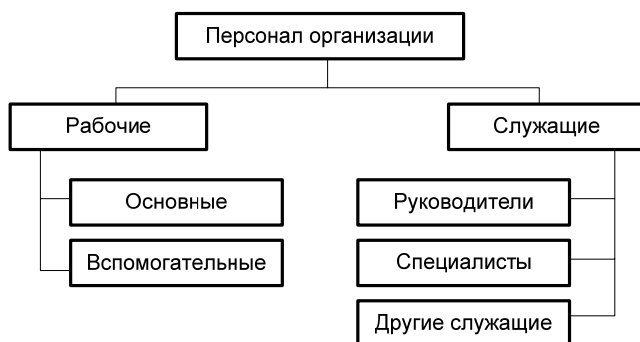 Персонал организации
Рабочие
Служащие
Основные
Руководители
Вспомогательные
Специалисты
Другие служащие